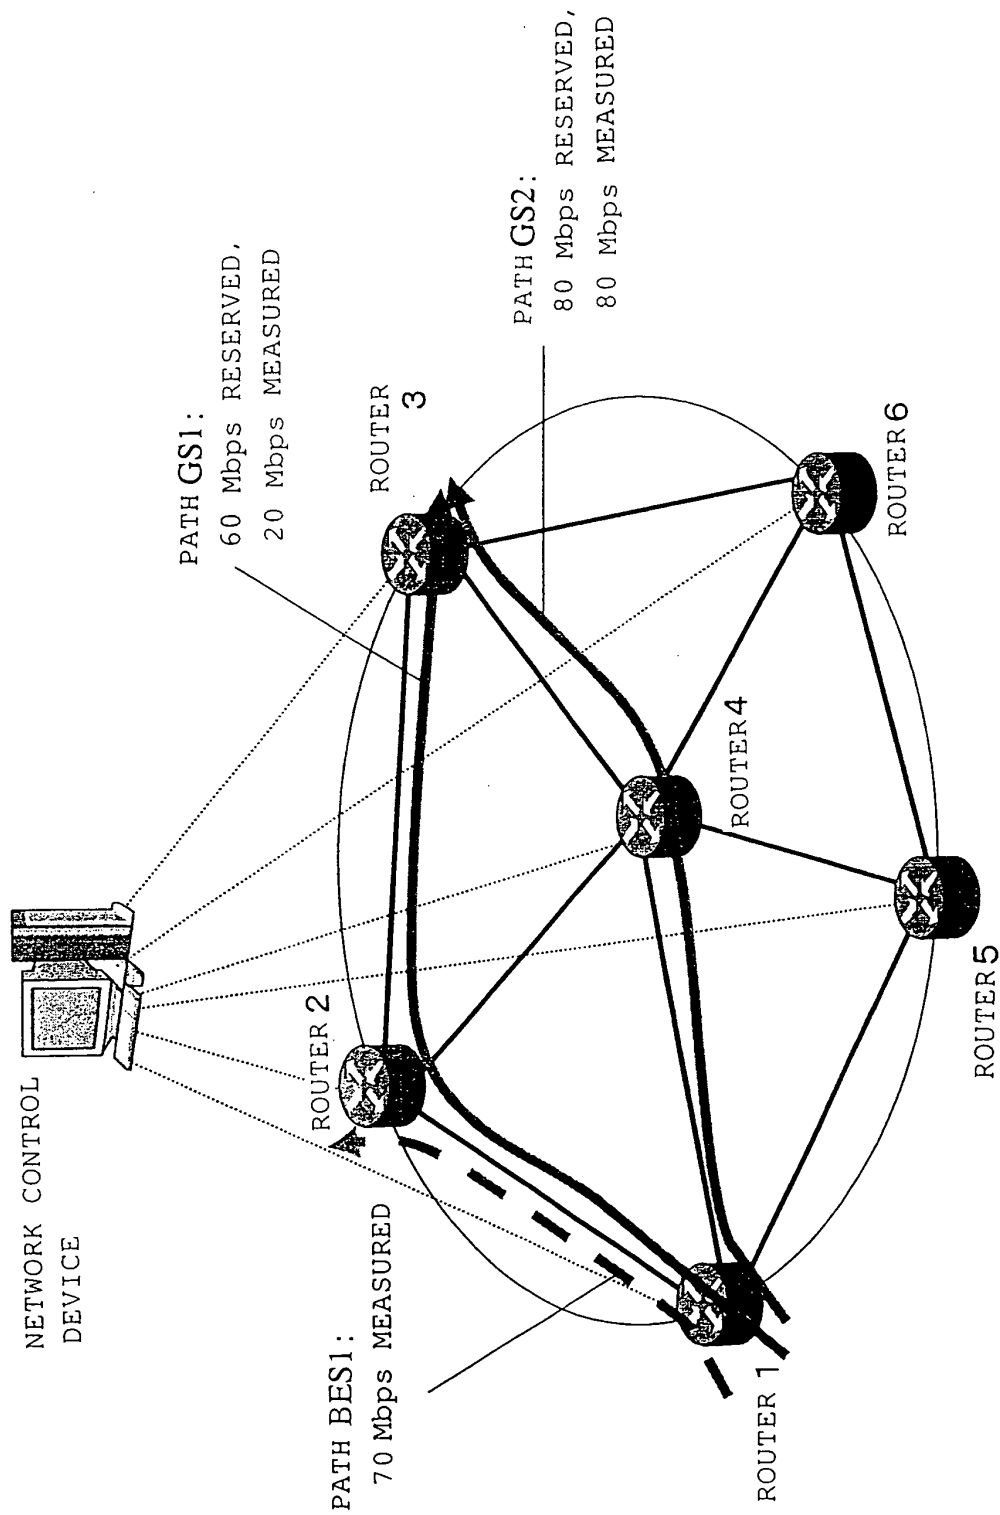 NETWORK CONTROL
DEVICE
PATH GS1:
60 Mbps RESERVED,
20 Mbps MEASURED
PATH BES1:
70 Mbps MEASURED
ROUTER 2
ROUTER
3
PATH GS2:
80 Mbps RESERVED,
80 Mbps MEASURED
ROUTER 4
ROUTER 1
ROUTER 6
ROUTER 5